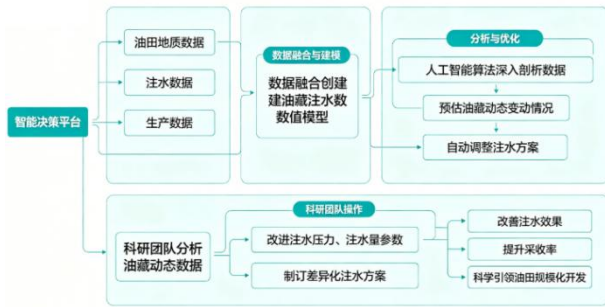 智能决策平台
油田地质数据
注水数据
生产数据
数据融合与建模
数据融合创建
建油藏注水数
数值模型
分析与优化
人工智能算法深入剖析数据
预估油藏动态变动情况
自动调整注水方案
科研团队分析
油藏动态数据
科研团队操作
改进注水压力、注水量参数
制订差异化注水方案
改善注水效果
提升采收率
科学引领油田规模化开发